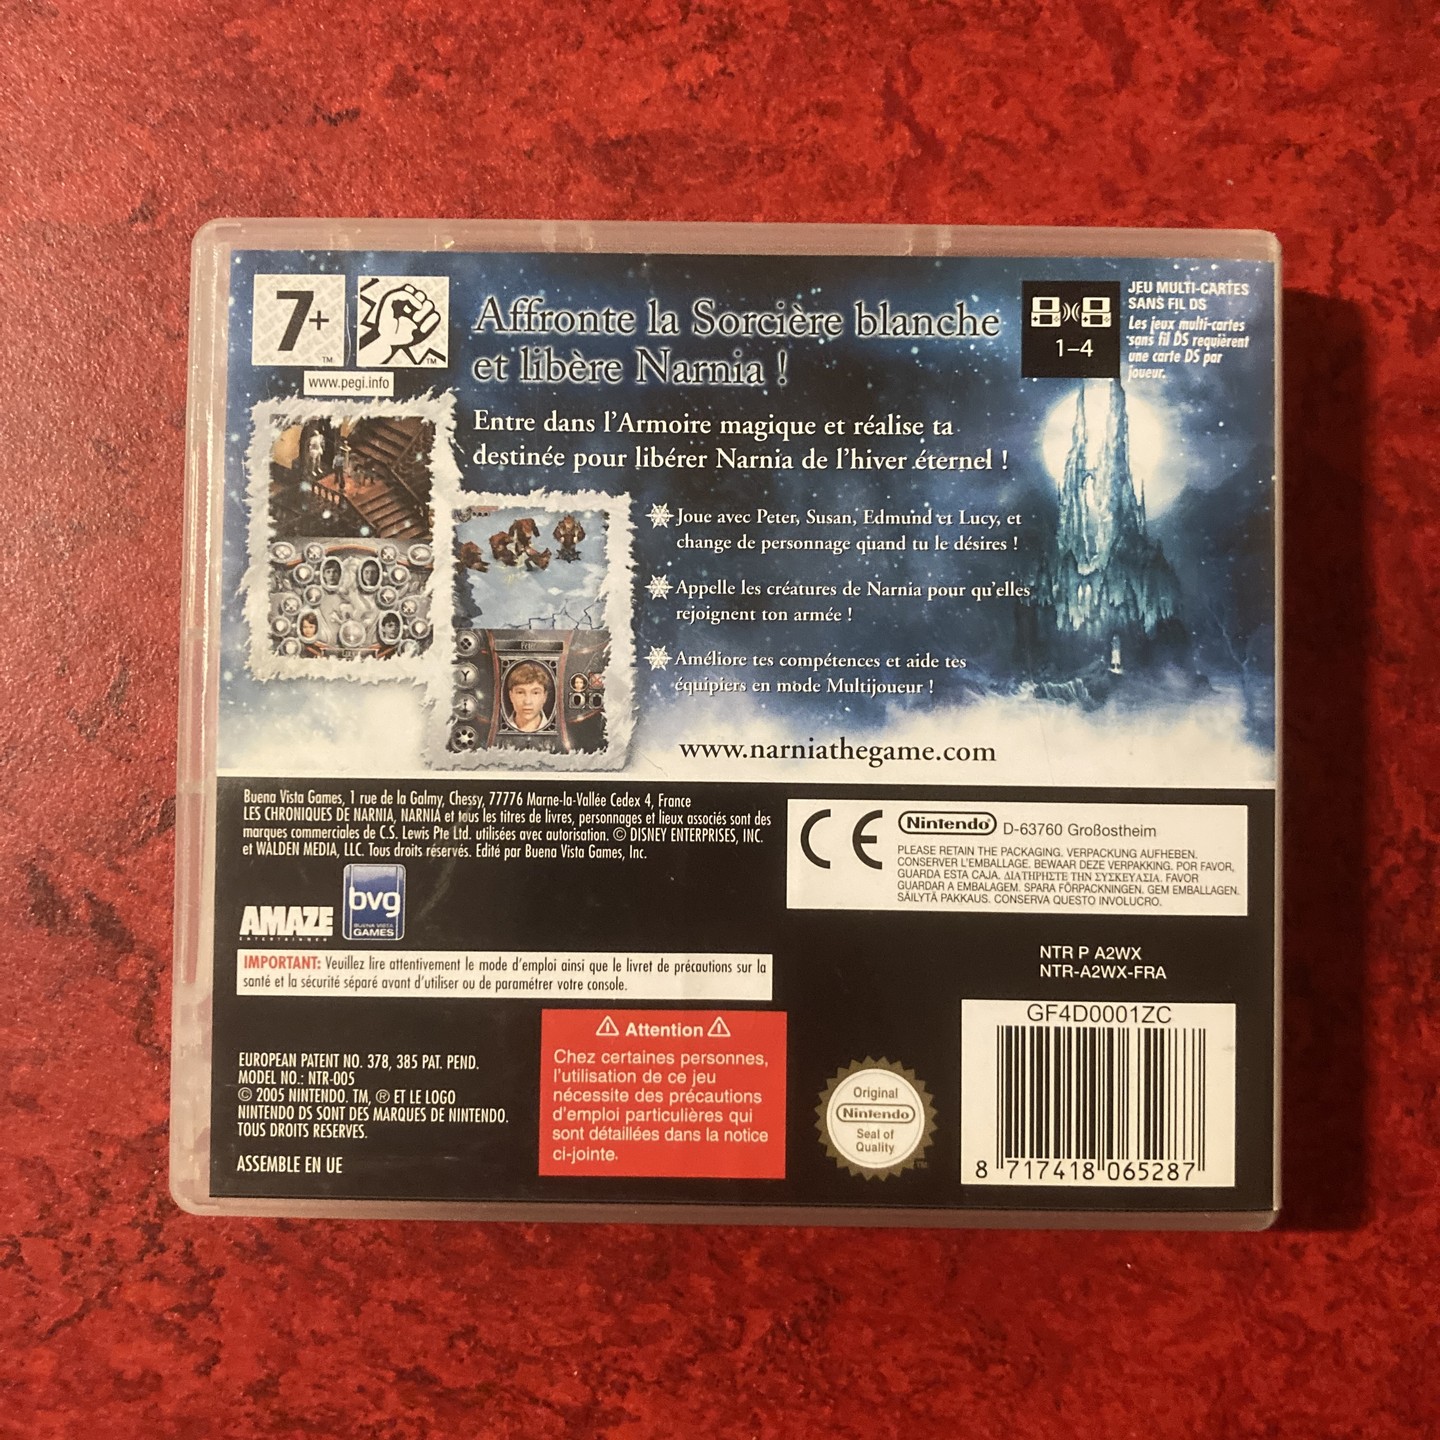 7+
™
™
www.pegi.info
Affronte la Sorcière blanche
et libère Narnia !
1–4
JEU MULTI-CARTES
SANS FIL DS
Les jeux multi-cartes
sans fil DS requièrent
une carte DS par
joueur.
Entre dans l'Armoire magique et réalise ta
destinée pour libérer Narnia de l'hiver éternel !
Joue avec Peter, Susan, Edmund et Lucy, et
change de personnage quand tu le désires !
Appelle les créatures de Narnia pour qu'elles
rejoignent ton armée !
Améliore tes compétences et aide tes
équipiers en mode Multijoueur !
Y
www.narniathegame.com
Buena Vista Games, 1 rue de la Galmy, Chessy, 77776 Marne-la-Vallée Cedex 4, France
LES CHRONIQUES DE NARNIA, NARNIA et tous les titres de livres, personnages et lieux associés sont des
marques commerciales de C.S. Lewis Pte Ltd. utilisées avec autorisation. © DISNEY ENTERPRISES, INC.
et WALDEN MEDIA, LLC. Tous droits réservés. Edité par Buena Vista Games, Inc.
AMAZE
ENTERTAINMENT
bvg
BUENA VISTA
GAMES
CE
Nintendo® D-63760 Großostheim
PLEASE RETAIN THE PACKAGING. VERPACKUNG AUFHEBEN.
CONSERVER L'EMBALLAGE. BEWAAR DEZE VERPAKKING. POR FAVOR,
GUARDA ESTA CAJA. ΔΙΑΤΗΡΗΣΤΕ ΤΗΝ ΣΥΣΚΕΥΑΣΙΑ. FAVOR
GUARDAR A EMBALAGEM. SPARA FÖRPACKNINGEN. GEM EMBALLAGEN.
SÄILYTÄ PAKKAUS. CONSERVA QUESTO INVOLUCRO.
IMPORTANT: Veuillez lire attentivement le mode d'emploi ainsi que le livret de précautions sur la
santé et la sécurité séparé avant d'utiliser ou de paramétrer votre console.
NTR P A2WX
NTR-A2WX-FRA
EUROPEAN PATENT NO. 378, 385 PAT. PEND.
MODEL NO.: NTR-005
© 2005 NINTENDO. TM, ® ET LE LOGO
NINTENDO DS SONT DES MARQUES DE NINTENDO.
TOUS DROITS RESERVES.
ASSEMBLE EN UE
Attention
Chez certaines personnes,
l'utilisation de ce jeu
nécessite des précautions
d'emploi particulières qui
sont détaillées dans la notice
ci-jointe.
Original
Nintendo
Seal of
Quality
™
GF4D0001ZC
8 717418 065287